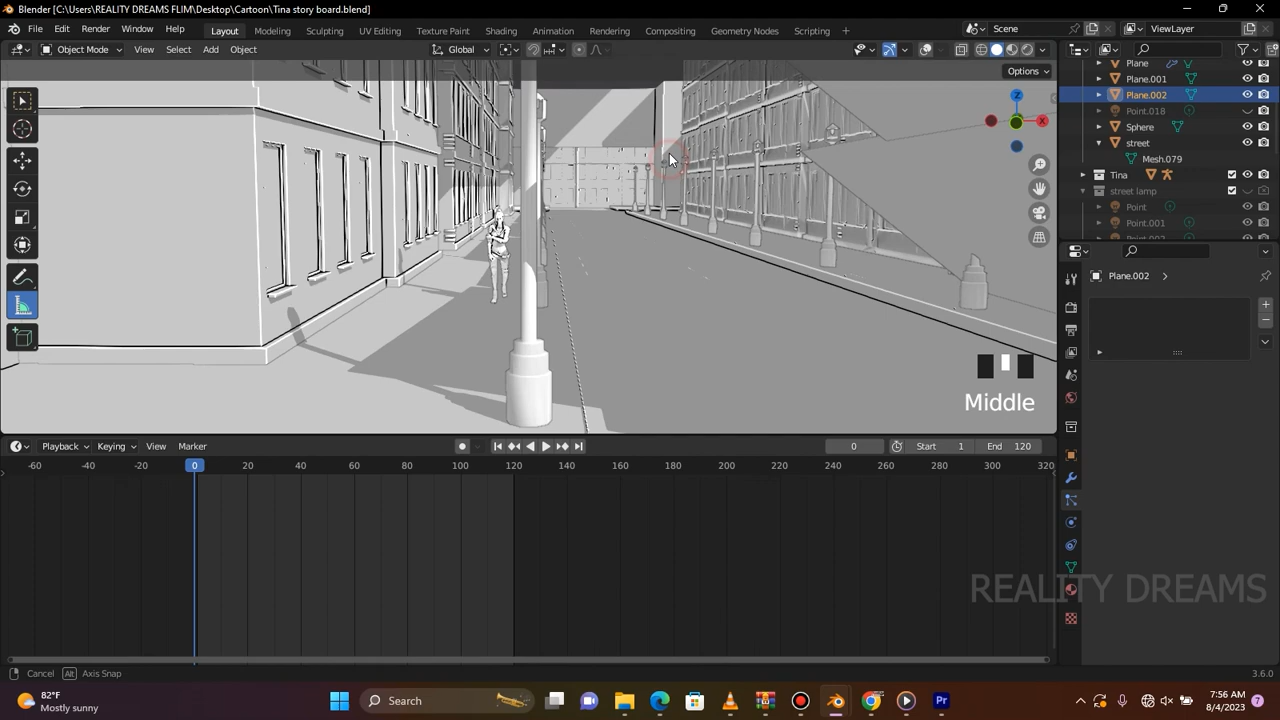 Blender [C:\Users\REALITY DREAMS FLIM\Desktop\Cartoon\Tina story board.blend]
File Edit Render Window Help Layout Modeling Sculpting UV Editing Texture Paint Shading Animation Rendering Compositing Geometry Nodes Scripting + Scene ViewLayer
Object Mode View Select Add Object Global
Options
Z
X
Plane
Plane.001
Plane.002
Point.018
Sphere
street
Mesh.079
Tina
street lamp
Point
Point.001
Plane.002
Middle
Playback Keying View Marker 0 Start 1 End 120
-60 -40 -20 0 20 40 60 80 100 120 140 160 180 200 220 240 260 280 300 320
REALITY DREAMS
Cancel Alt Axis Snap 3.6.0
82°F
Mostly sunny
Search
7:56 AM
8/4/2023
7
Pr